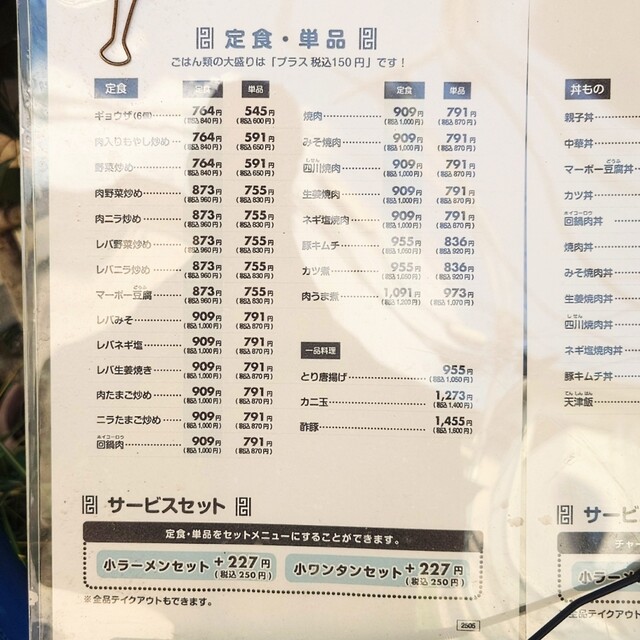 定食・単品
ごはん類の大盛りは「プラス 税込150円」です!
定食 定食 単品
ギョウザ(6個) 764円(税込840円) 545円(税込600円)
肉入りもやし炒め 764円(税込840円) 591円(税込650円)
野菜炒め 764円(税込840円) 591円(税込650円)
肉野菜炒め 873円(税込960円) 755円(税込830円)
肉ニラ炒め 873円(税込960円) 755円(税込830円)
レバ野菜炒め 873円(税込960円) 755円(税込830円)
レバニラ炒め 873円(税込960円) 755円(税込830円)
マーボー豆腐(どうふ) 873円(税込960円) 755円(税込830円)
レバみそ 909円(税込1,000円) 791円(税込870円)
レバネギ塩 909円(税込1,000円) 791円(税込870円)
レバ生姜焼き 909円(税込1,000円) 791円(税込870円)
肉たまご炒め 909円(税込1,000円) 791円(税込870円)
ニラたまご炒め 909円(税込1,000円) 791円(税込870円)
回鍋肉(ホイコーロウ) 909円(税込1,000円) 791円(税込870円)
定食 単品
焼肉 909円(税込1,000円) 791円(税込870円)
みそ焼肉 909円(税込1,000円) 791円(税込870円)
四川焼肉(しせん) 909円(税込1,000円) 791円(税込870円)
生姜焼肉 909円(税込1,000円) 791円(税込870円)
ネギ塩焼肉 909円(税込1,000円) 791円(税込870円)
豚キムチ 955円(税込1,050円) 836円(税込920円)
カツ煮 955円(税込1,050円) 836円(税込920円)
肉うま煮 1,091円(税込1,200円) 973円(税込1,070円)
一品料理
とり唐揚げ 955円(税込1,050円)
カニ玉 1,273円(税込1,400円)
酢豚 1,455円(税込1,600円)
サービスセット
定食・単品をセットメニューにすることができます。
小ラーメンセット +227円(税込250円)
小ワンタンセット +227円(税込250円)
※全品テイクアウトもできます。
2505
丼もの
親子丼
中華丼
マーボー豆腐丼(どうふ)
カツ丼
回鍋肉丼(ホイコーロウ)
焼肉丼
みそ焼肉丼
生姜焼肉丼
四川焼肉丼(しせん)
ネギ塩焼肉丼
豚キムチ丼
天津飯(てんしんはん)
サービ
チャー
小ラー
全品テイクアウトも